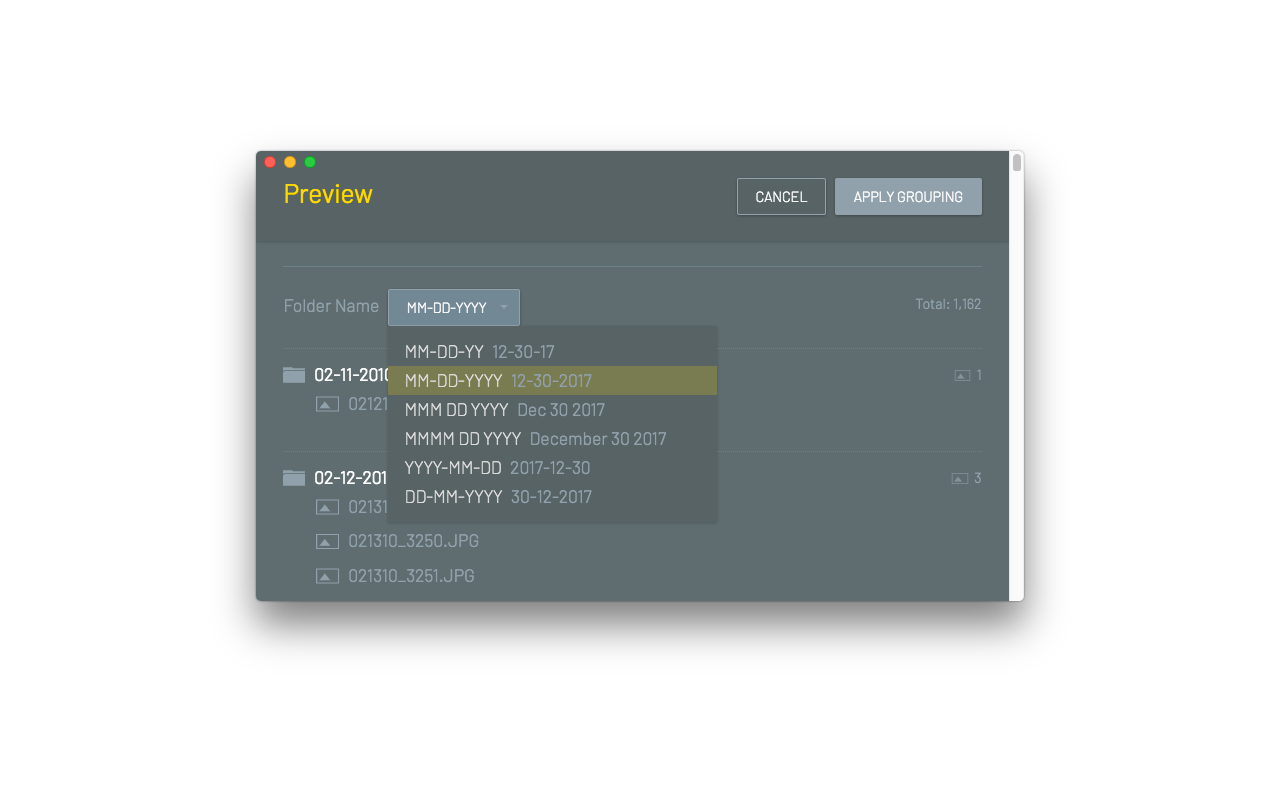 Preview
CANCEL
APPLY GROUPING
Folder Name
MM-DD-YYYY
Total: 1,162
MM-DD-YY 12-30-17
MM-DD-YYYY 12-30-2017
MMM DD YYYY Dec 30 2017
MMMM DD YYYY December 30 2017
YYYY-MM-DD 2017-12-30
DD-MM-YYYY 30-12-2017
02-11-2010
1
02121
02-12-201
3
02131
021310_3250.JPG
021310_3251.JPG